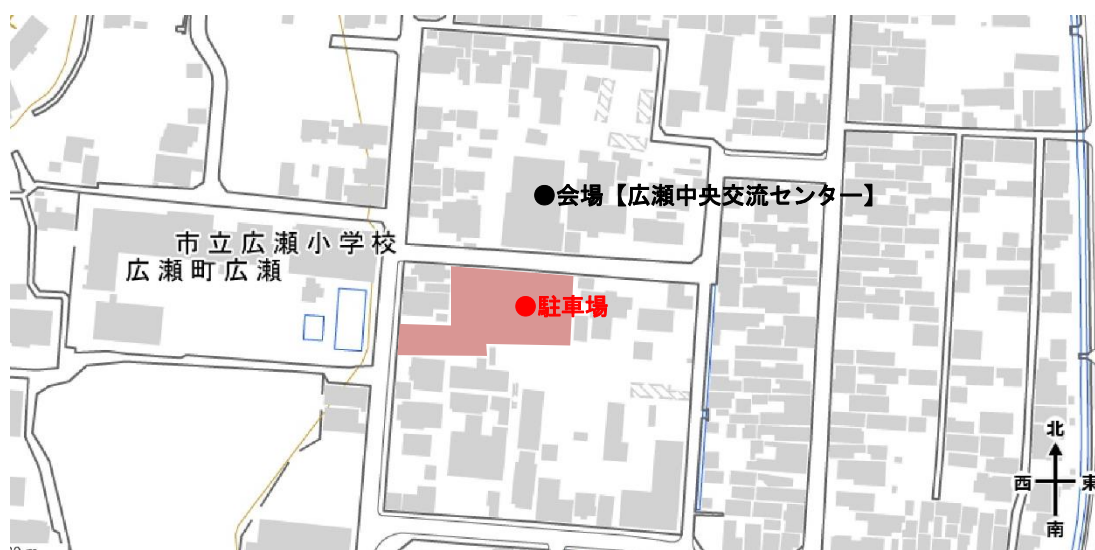 ●会場【広瀬中央交流センター】
市立広瀬小学校
広瀬町広瀬
●駐車場
北
西
東
南